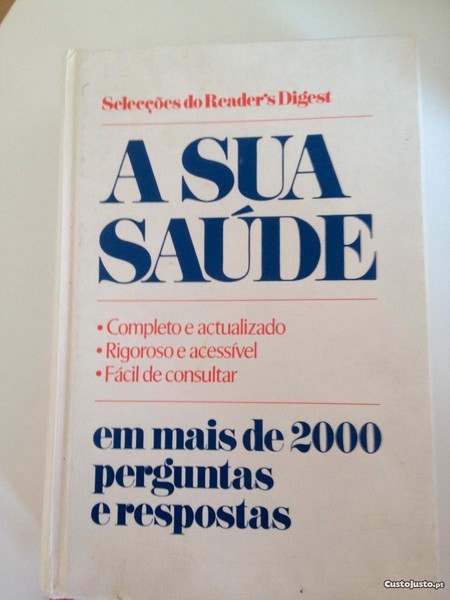 Selecções do Reader's Digest
A SUA
SAÚDE
• Completo e actualizado
• Rigoroso e acessível
• Fácil de consultar
em mais de 2000
perguntas
e respostas
CustoJusto.pt